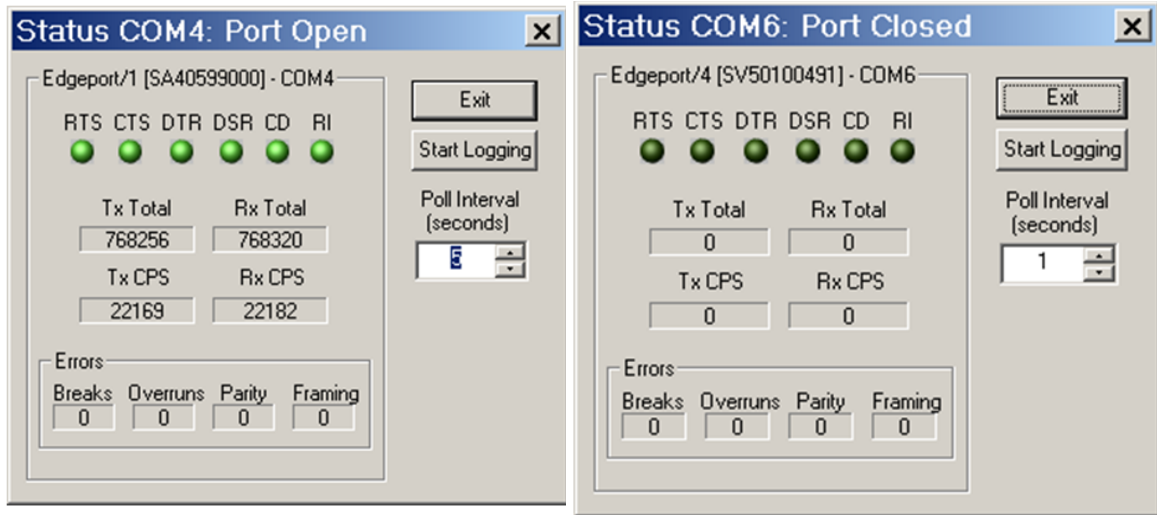 Status COM4: Port Open
Edgeport/1 [SA40599000] - COM4
RTS CTS DTR DSR CD RI
Tx Total Rx Total
768256 768320
Tx CPS Rx CPS
22169 22182
Errors
Breaks Overruns Parity Framing
0 0 0 0
Exit
Start Logging
Poll Interval
(seconds)
5
Status COM6: Port Closed
Edgeport/4 [SV50100491] - COM6
RTS CTS DTR DSR CD RI
Tx Total Rx Total
0 0
Tx CPS Rx CPS
0 0
Errors
Breaks Overruns Parity Framing
0 0 0 0
Exit
Start Logging
Poll Interval
(seconds)
1